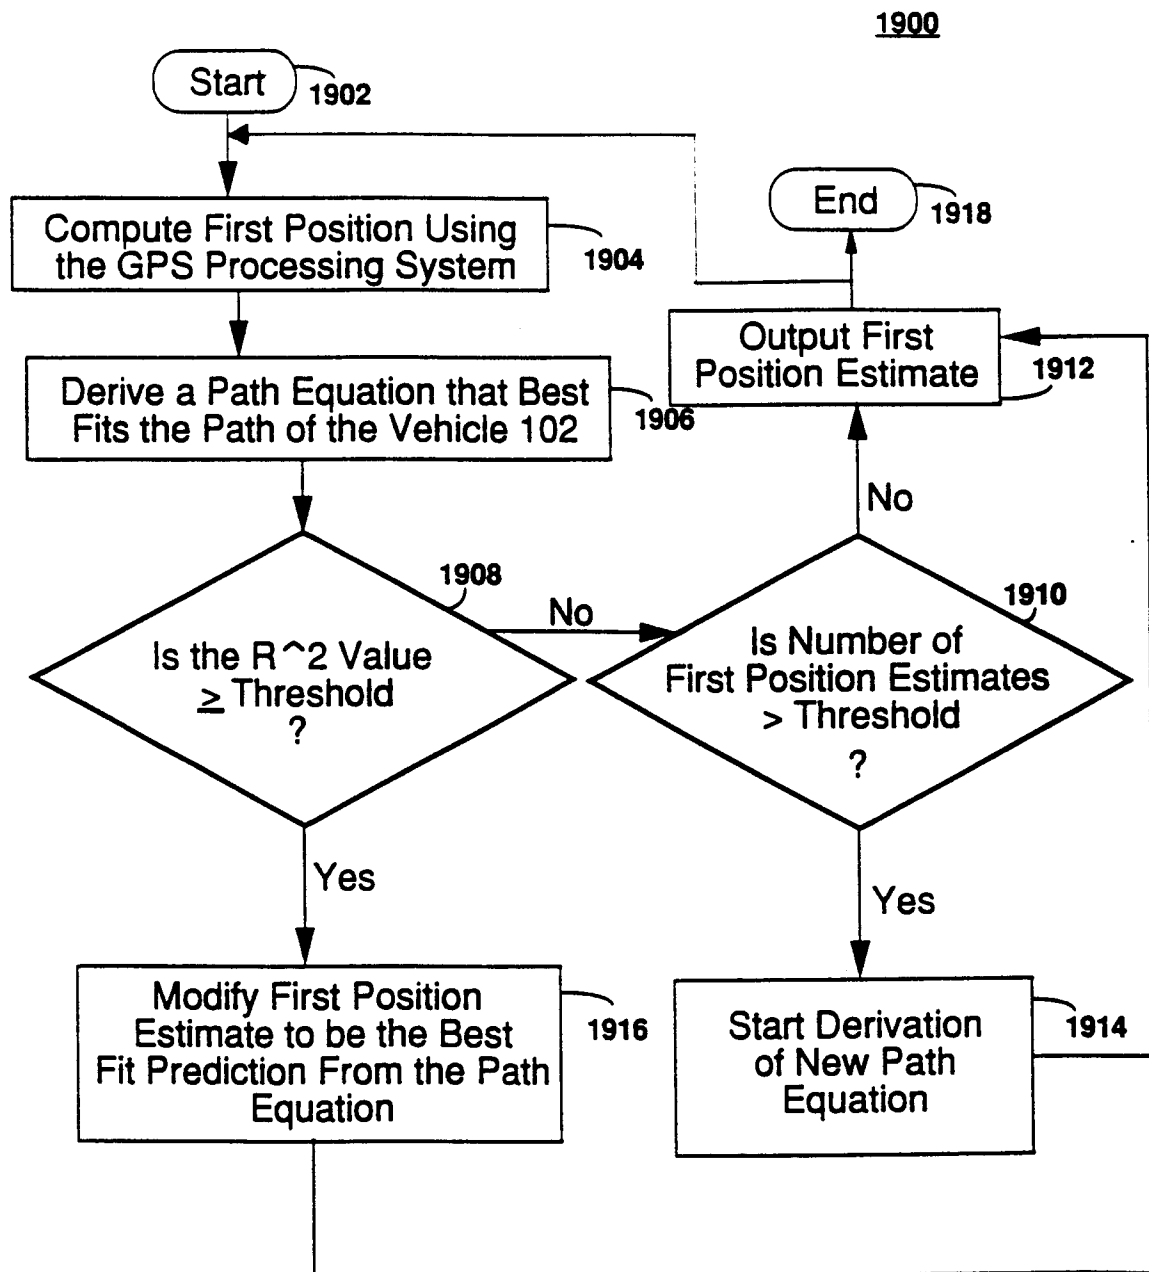 1900
Start
1902
Compute First Position Using
the GPS Processing System
1904
Derive a Path Equation that Best
Fits the Path of the Vehicle 102
1906
Is the R^2 Value
≥ Threshold
?
1908
No
Yes
Modify First Position
Estimate to be the Best
Fit Prediction From the Path
Equation
1916
End
1918
Output First
Position Estimate
1912
No
Is Number of
First Position Estimates
> Threshold
?
1910
Yes
Start Derivation
of New Path
Equation
1914